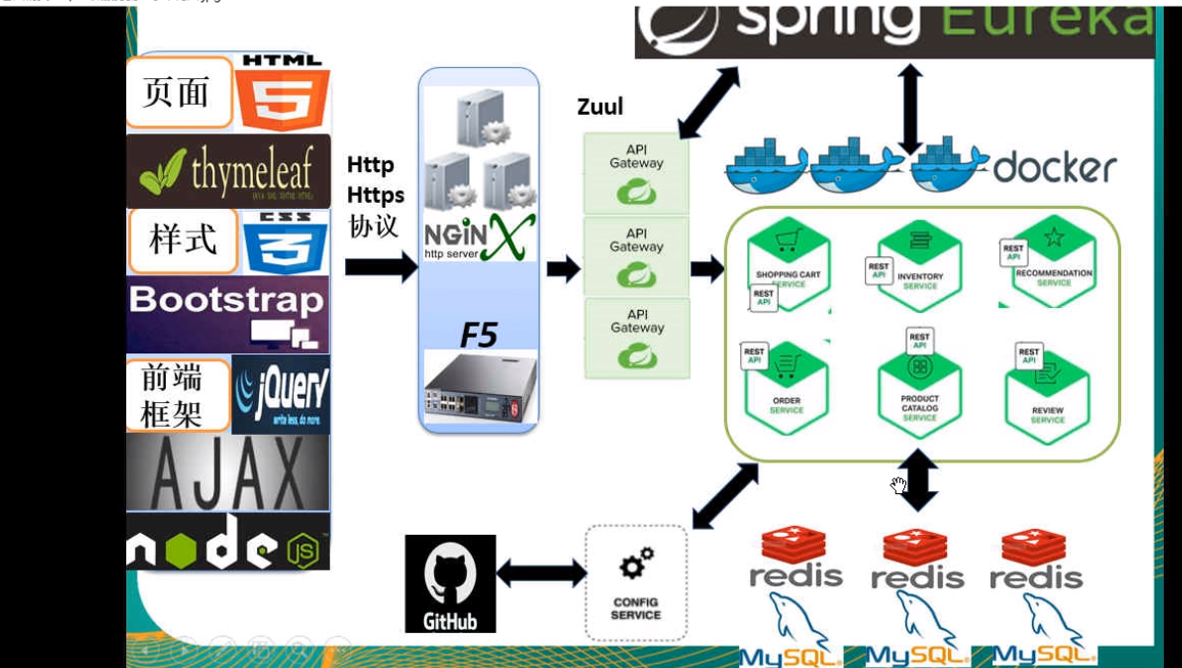 spring Eureka
HTML
页面
5
thymeleaf
CSS
样式
3
Bootstrap
前端
框架
jQuery
write less, do more.
AJAX
node
JS
Http
Https
协议
NGiNX
http server
F5
Zuul
API
Gateway
API
Gateway
API
Gateway
docker
SHOPPING CART
SERVICE
REST
API
REST
API
INVENTORY
SERVICE
REST
API
RECOMMENDATION
SERVICE
REST
API
ORDER
SERVICE
REST
API
PRODUCT
CATALOG
SERVICE
REST
API
REVIEW
SERVICE
GitHub
CONFIG
SERVICE
redis
redis
redis
MySQL
MySQL
MySQL